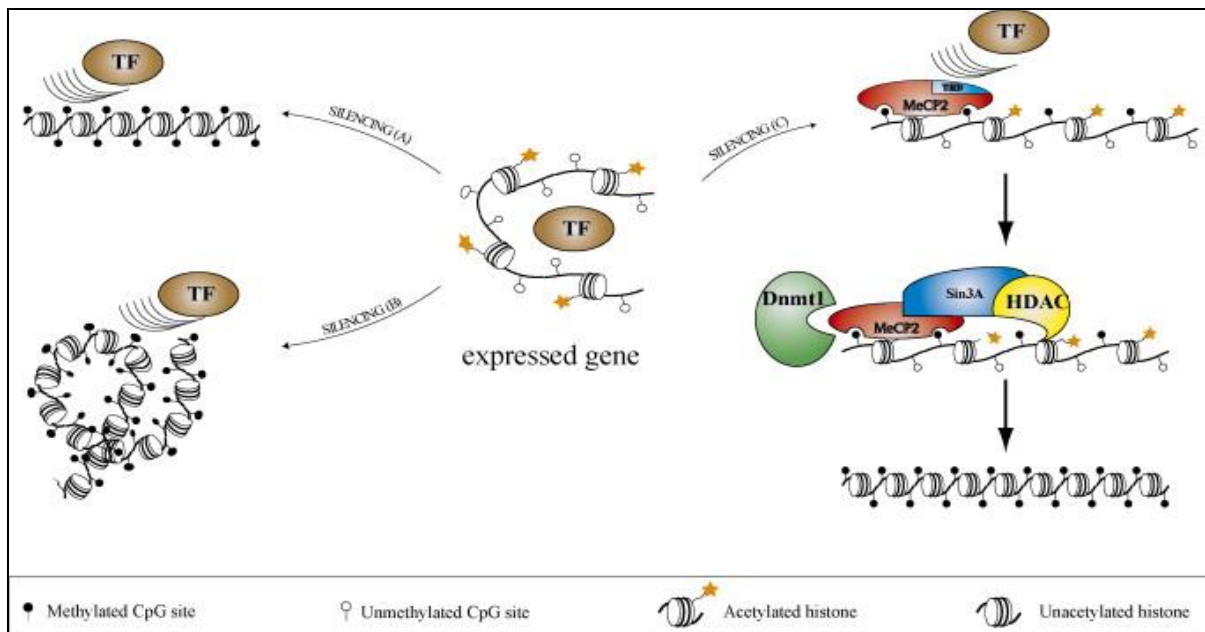 TF
SILENCING (A)
TF
SILENCING (B)
TF
expressed gene
SILENCING (C)
TF
TRD
MeCP2
Dnmt1
Sin3A
HDAC
MeCP2
Methylated CpG site
Unmethylated CpG site
Acetylated histone
Unacetylated histone